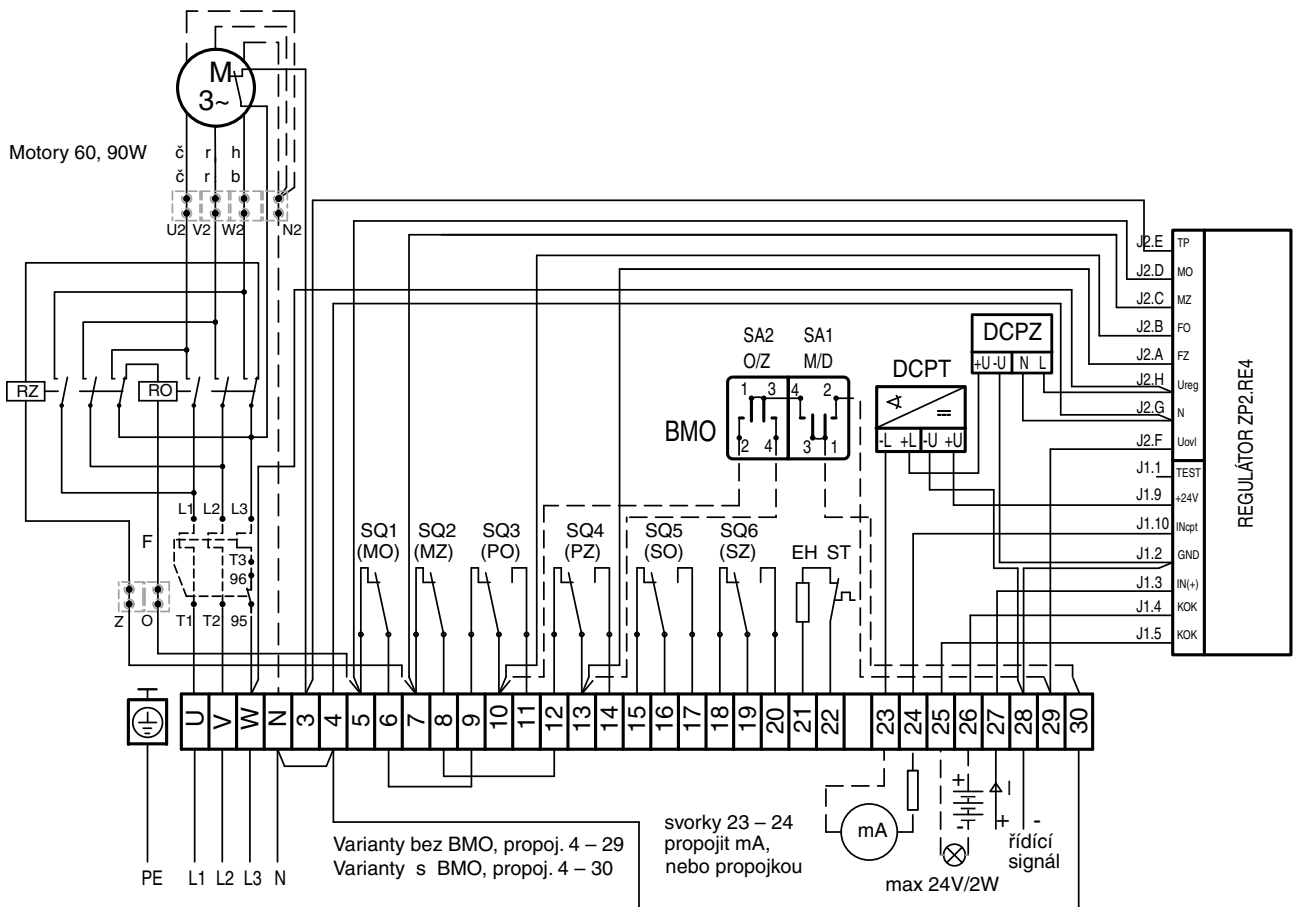 M
3~
Motory 60, 90W
č r h
č r b
U2 V2 W2 N2
RZ
RO
L1 L2 L3
F
T3
96
Z O T1 T2 95
SQ1 SQ2 SQ3 SQ4 SQ5 SQ6
(MO) (MZ) (PO) (PZ) (SO) (SZ)
EH ST
SA2 SA1
O/Z M/D
BMO
1 3 4 2
2 4 3 1
DCPT
-L +L -U +U
DCPZ
+U -U N L
J2.E TP
J2.D MO
J2.C MZ
J2.B FO
J2.A FZ
J2.H Ureg
J2.G N
J2.F Uovl
J1.1 TEST
J1.9 +24V
J1.10 INcpt
J1.2 GND
J1.3 IN(+)
J1.4 KOK
J1.5 KOK
REGULÁTOR ZP2.RE4
U V W N 3 4 5 6 7 8 9 10 11 12 13 14 15 16 17 18 19 20 21 22 23 24 25 26 27 28 29 30
PE L1 L2 L3 N
Varianty bez BMO, propoj. 4 – 29
Varianty s BMO, propoj. 4 – 30
svorky 23 – 24
propojit mA,
nebo propojkou
mA
+
-
I
+ -
řídící
signál
max 24V/2W